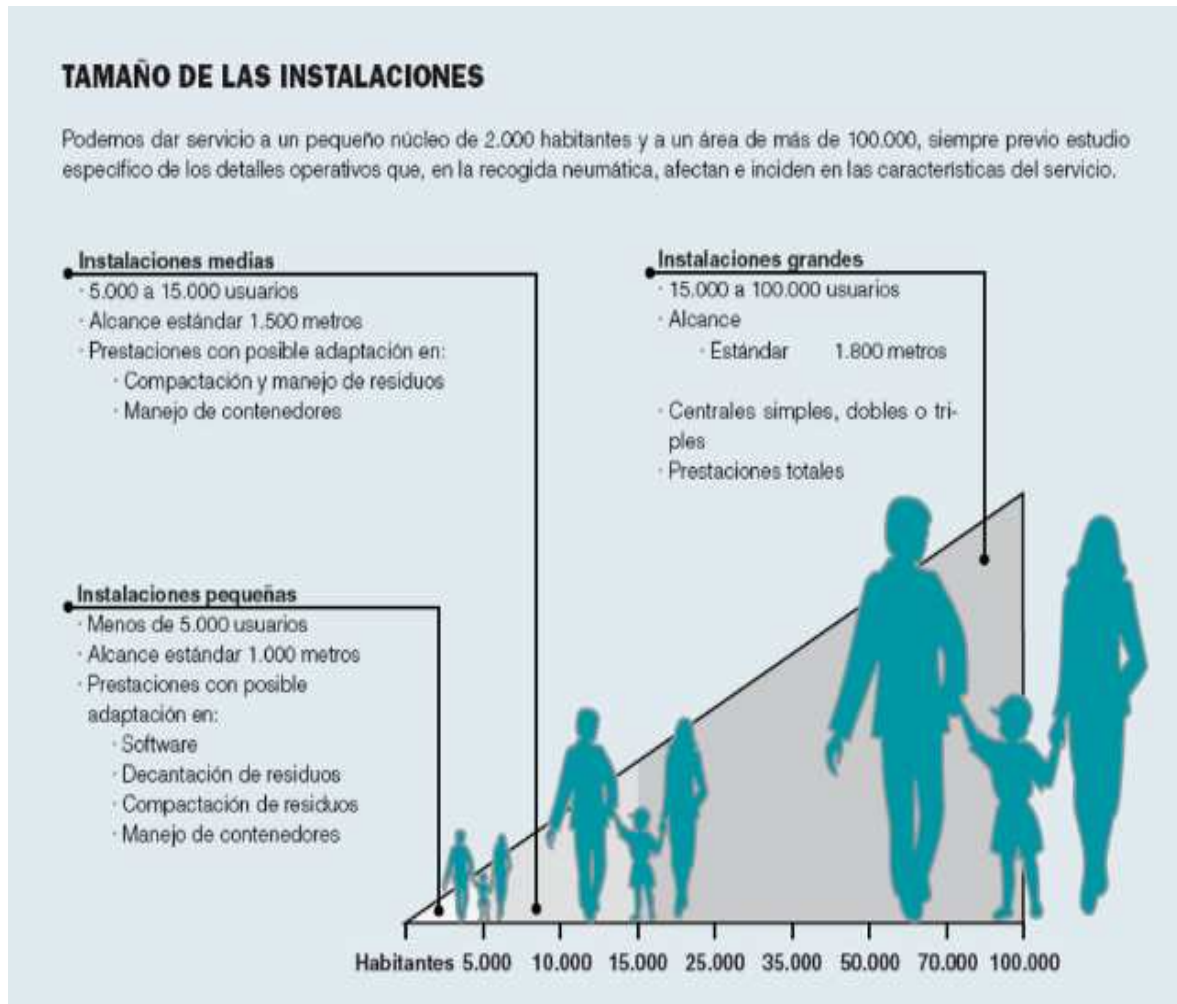 TAMAÑO DE LAS INSTALACIONES
Podemos dar servicio a un pequeño núcleo de 2.000 habitantes y a un área de más de 100.000, siempre previo estudio
específico de los detalles operativos que, en la recogida neumática, afectan e inciden en las características del servicio.
Instalaciones medias
· 5.000 a 15.000 usuarios
· Alcance estándar 1.500 metros
· Prestaciones con posible adaptación en:
· Compactación y manejo de residuos
· Manejo de contenedores
Instalaciones grandes
· 15.000 a 100.000 usuarios
· Alcance
· Estándar 1.800 metros
· Centrales simples, dobles o tri-
ples
· Prestaciones totales
Instalaciones pequeñas
· Menos de 5.000 usuarios
· Alcance estándar 1.000 metros
· Prestaciones con posible
adaptación en:
· Software
· Decantación de residuos
· Compactación de residuos
· Manejo de contenedores
Habitantes 5.000 10.000 15.000 25.000 35.000 50.000 70.000 100.000